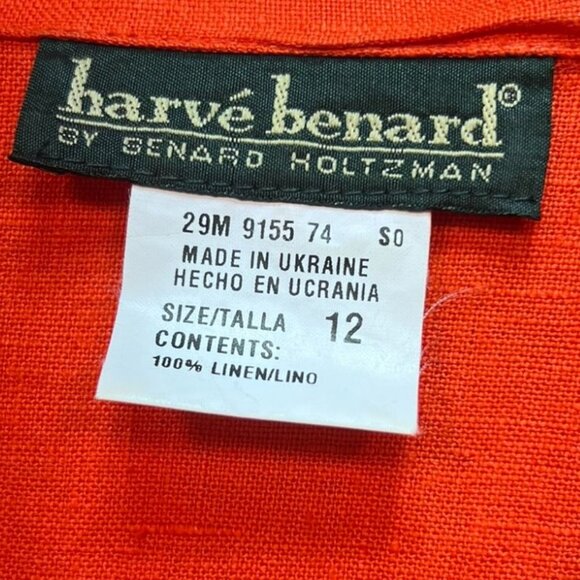 harvé benard®
BY BENARD HOLTZMAN
29M 9155 74 S0
MADE IN UKRAINE
HECHO EN UCRANIA
SIZE/TALLA 12
CONTENTS:
100% LINEN/LINO